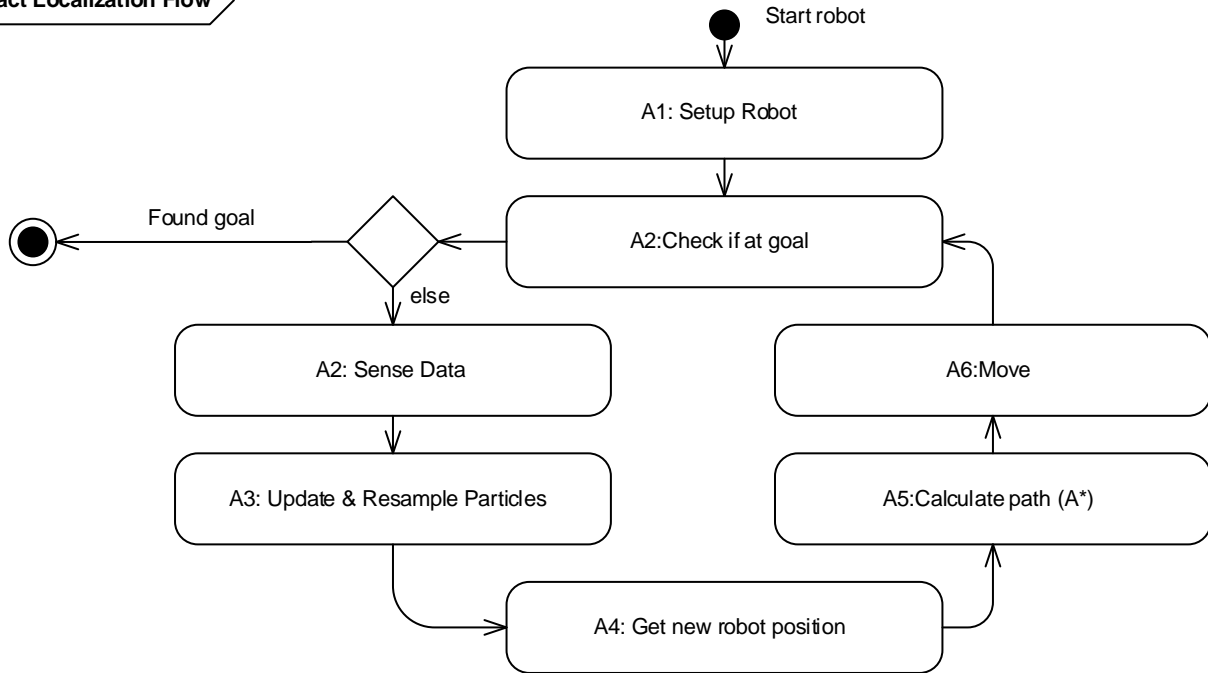 Localization Flow
Start robot
A1: Setup Robot
Found goal
A2:Check if at goal
else
A2: Sense Data
A6:Move
A3: Update & Resample Particles
A5:Calculate path (A*)
A4: Get new robot position